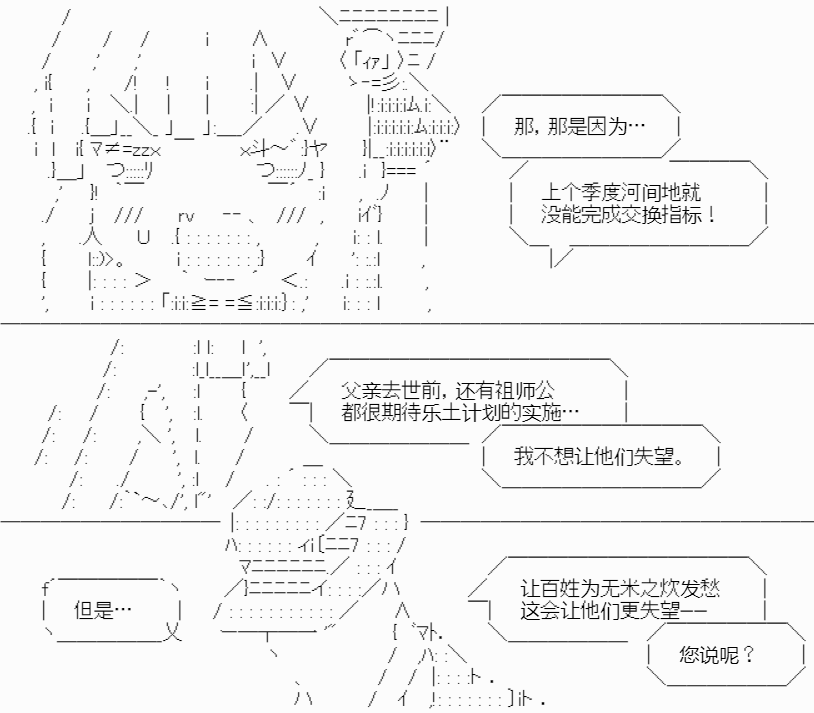 那，那是因为…
上个季度河间地就
没能完成交换指标！
父亲去世前，还有祖师公
都很期待乐土计划的实施…
我不想让他们失望。
但是…
让百姓为无米之炊发愁
这会让他们更失望——
您说呢？